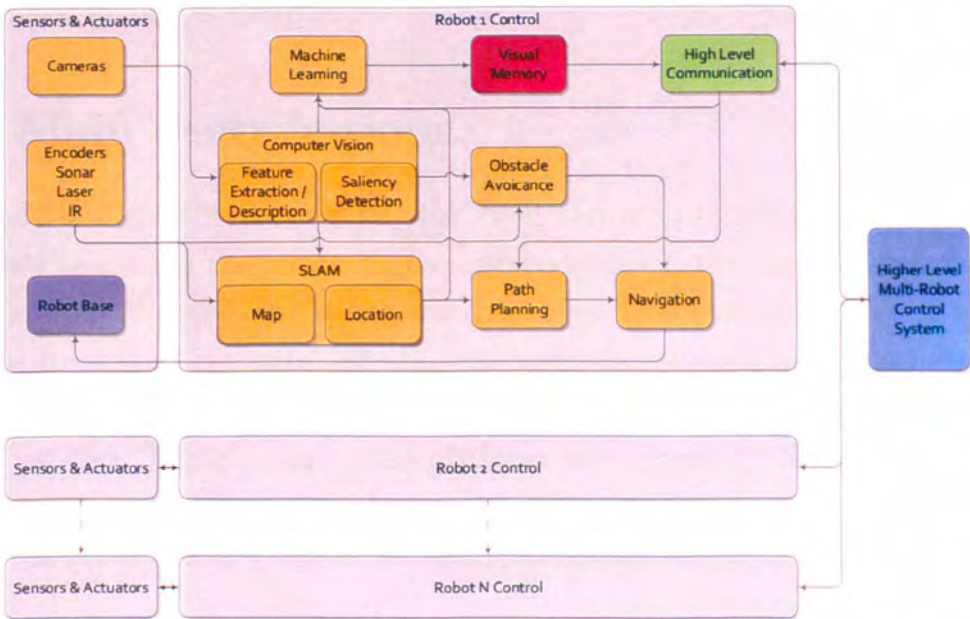 Sensors & Actuators
Robot 1 Control
Cameras
Machine
Learning
Visual
Memory
High Level
Communication
Encoders
Sonar
Laser
IR
Computer Vision
Feature
Extraction /
Description
Saliency
Detection
Obstacle
Avoicance
Robot Base
SLAM
Map
Location
Path
Planning
Navigation
Higher Level
Multi-Robot
Control
System
Sensors & Actuators
Robot 2 Control
Sensors & Actuators
Robot N Control